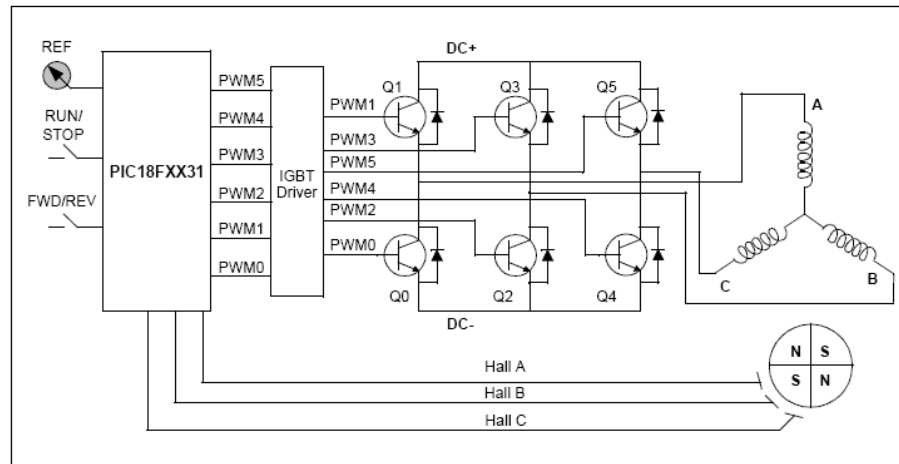 REF
RUN/
STOP
FWD/REV
PIC18FXX31
PWM5
PWM4
PWM3
PWM2
PWM1
PWM0
IGBT
Driver
PWM1
PWM3
PWM5
PWM4
PWM2
PWM0
DC+
Q1
Q3
Q5
Q0
Q2
Q4
DC-
A
C
B
N S
S N
Hall A
Hall B
Hall C